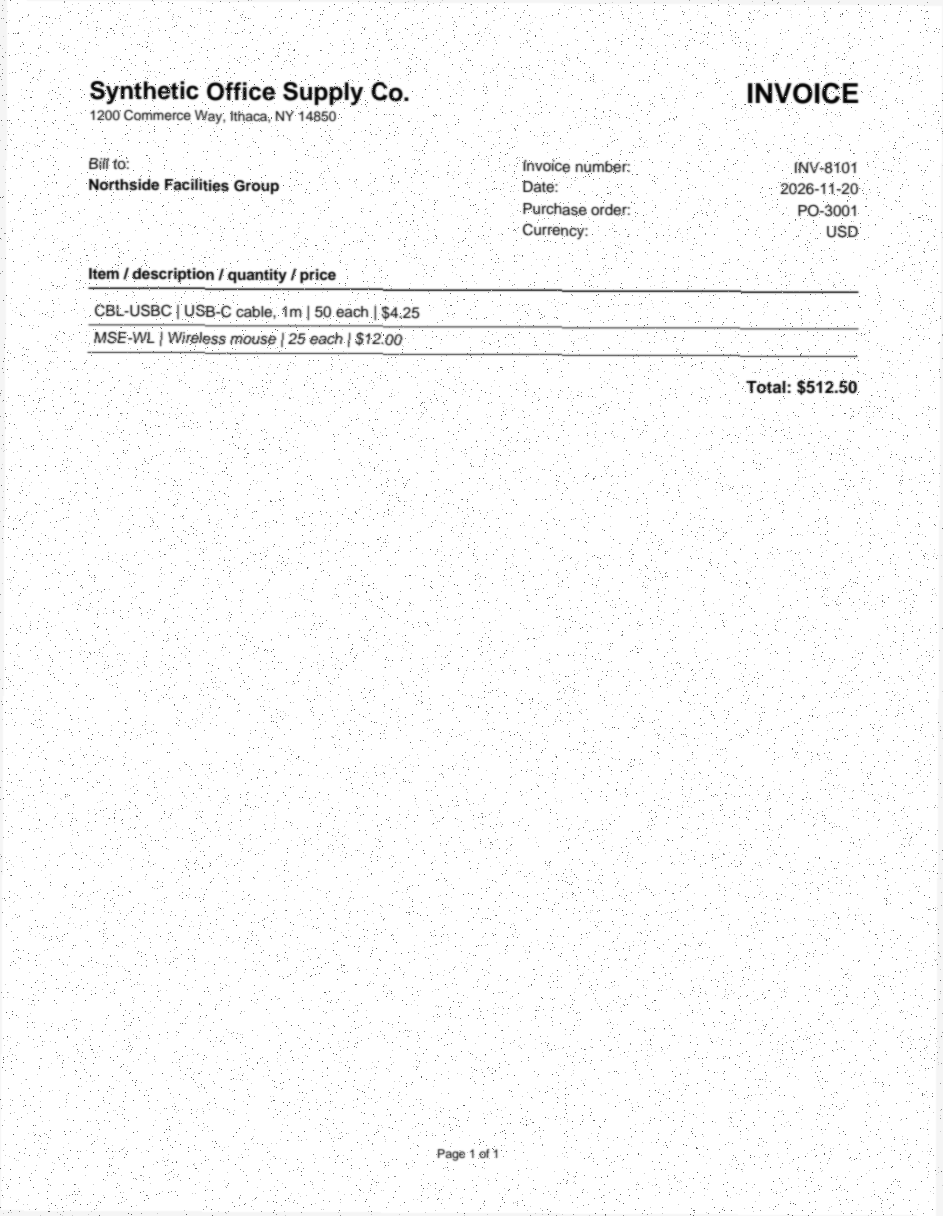 Synthetic Office Supply Co.
INVOICE
1200 Commerce Way, Ithaca, NY 14850
Bill to:
Northside Facilities Group
Invoice number: INV-8101
Date: 2026-11-20
Purchase order: PO-3001
Currency: USD
Item / description / quantity / price
CBL-USBC | USB-C cable, 1m | 50 each | $4.25
MSE-WL | Wireless mouse | 25 each | $12.00
Total: $512.50
Page 1 of 1